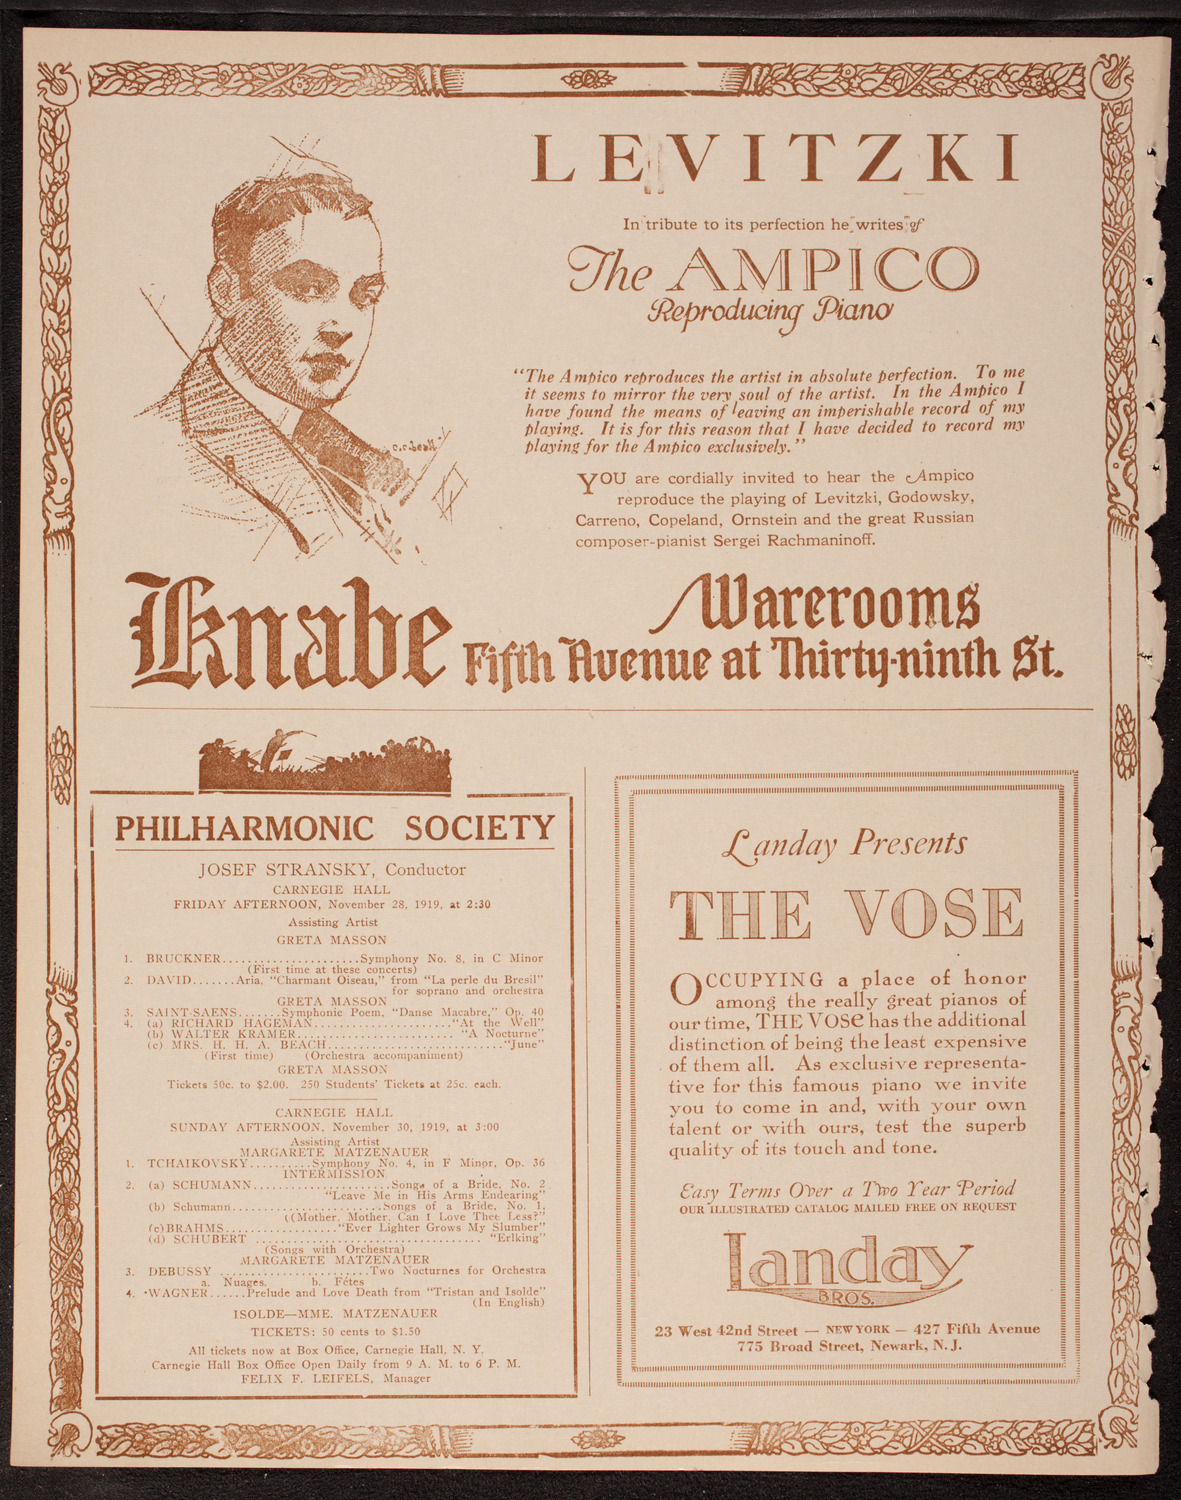 LEVITZKI
In tribute to its perfection he writes of
The AMPICO
Reproducing Piano
"The Ampico reproduces the artist in absolute perfection. To me
it seems to mirror the very soul of the artist. In the Ampico I
have found the means of leaving an imperishable record of my
playing. It is for this reason that I have decided to record my
playing for the Ampico exclusively."
YOU are cordially invited to hear the Ampico
reproduce the playing of Levitzki, Godowsky,
Carreno, Copeland, Ornstein and the great Russian
composer-pianist Sergei Rachmaninoff.
Knabe Warerooms
Fifth Avenue at Thirty-ninth St.
PHILHARMONIC SOCIETY
JOSEF STRANSKY, Conductor
CARNEGIE HALL
FRIDAY AFTERNOON, November 28, 1919, at 2:30
Assisting Artist
GRETA MASSON
1. BRUCKNER.....................Symphony No. 8, in C Minor
(First time at these concerts)
2. DAVID.......Aria, "Charmant Oiseau," from "La perle du Bresil"
for soprano and orchestra
GRETA MASSON
3. SAINT-SAENS.......Symphonic Poem, "Danse Macabre," Op. 40
4. (a) RICHARD HAGEMAN......................"At the Well"
(b) WALTER KRAMER........................ "A Nocturne"
(c) MRS. H. H. A. BEACH............................"June"
(First time) (Orchestra accompaniment)
GRETA MASSON
Tickets 50c. to $2.00. 250 Students' Tickets at 25c. each.
CARNEGIE HALL
SUNDAY AFTERNOON, November 30, 1919, at 3:00
Assisting Artist
MARGARETE MATZENAUER
1. TCHAIKOVSKY..........Symphony No. 4, in F Minor, Op. 36
INTERMISSION
2. (a) SCHUMANN......................Songs of a Bride, No. 2
"Leave Me in His Arms Endearing"
(b) Schumann........................Songs of a Bride, No. 1,
((Mother, Mother, Can I Love Thee Less?"
(c)BRAHMS..................."Ever Lighter Grows My Slumber"
(d) SCHUBERT .................................... "Erlking"
(Songs with Orchestra)
MARGARETE MATZENAUER
3. DEBUSSY ........................Two Nocturnes for Orchestra
a. Nuages. b. Fétes
4. WAGNER......Prelude and Love Death from "Tristan and Isolde"
(In English)
ISOLDE—MME. MATZENAUER
TICKETS: 50 cents to $1.50
All tickets now at Box Office, Carnegie Hall, N. Y.
Carnegie Hall Box Office Open Daily from 9 A. M. to 6 P. M.
FELIX F. LEIFELS, Manager
Landay Presents
THE VOSE
OCCUPYING a place of honor
among the really great pianos of
our time, THE VOSE has the additional
distinction of being the least expensive
of them all. As exclusive representa-
tive for this famous piano we invite
you to come in and, with your own
talent or with ours, test the superb
quality of its touch and tone.
Easy Terms Over a Two Year Period
OUR ILLUSTRATED CATALOG MAILED FREE ON REQUEST
Landay
BROS.
23 West 42nd Street — NEW YORK — 427 Fifth Avenue
775 Broad Street, Newark, N. J.